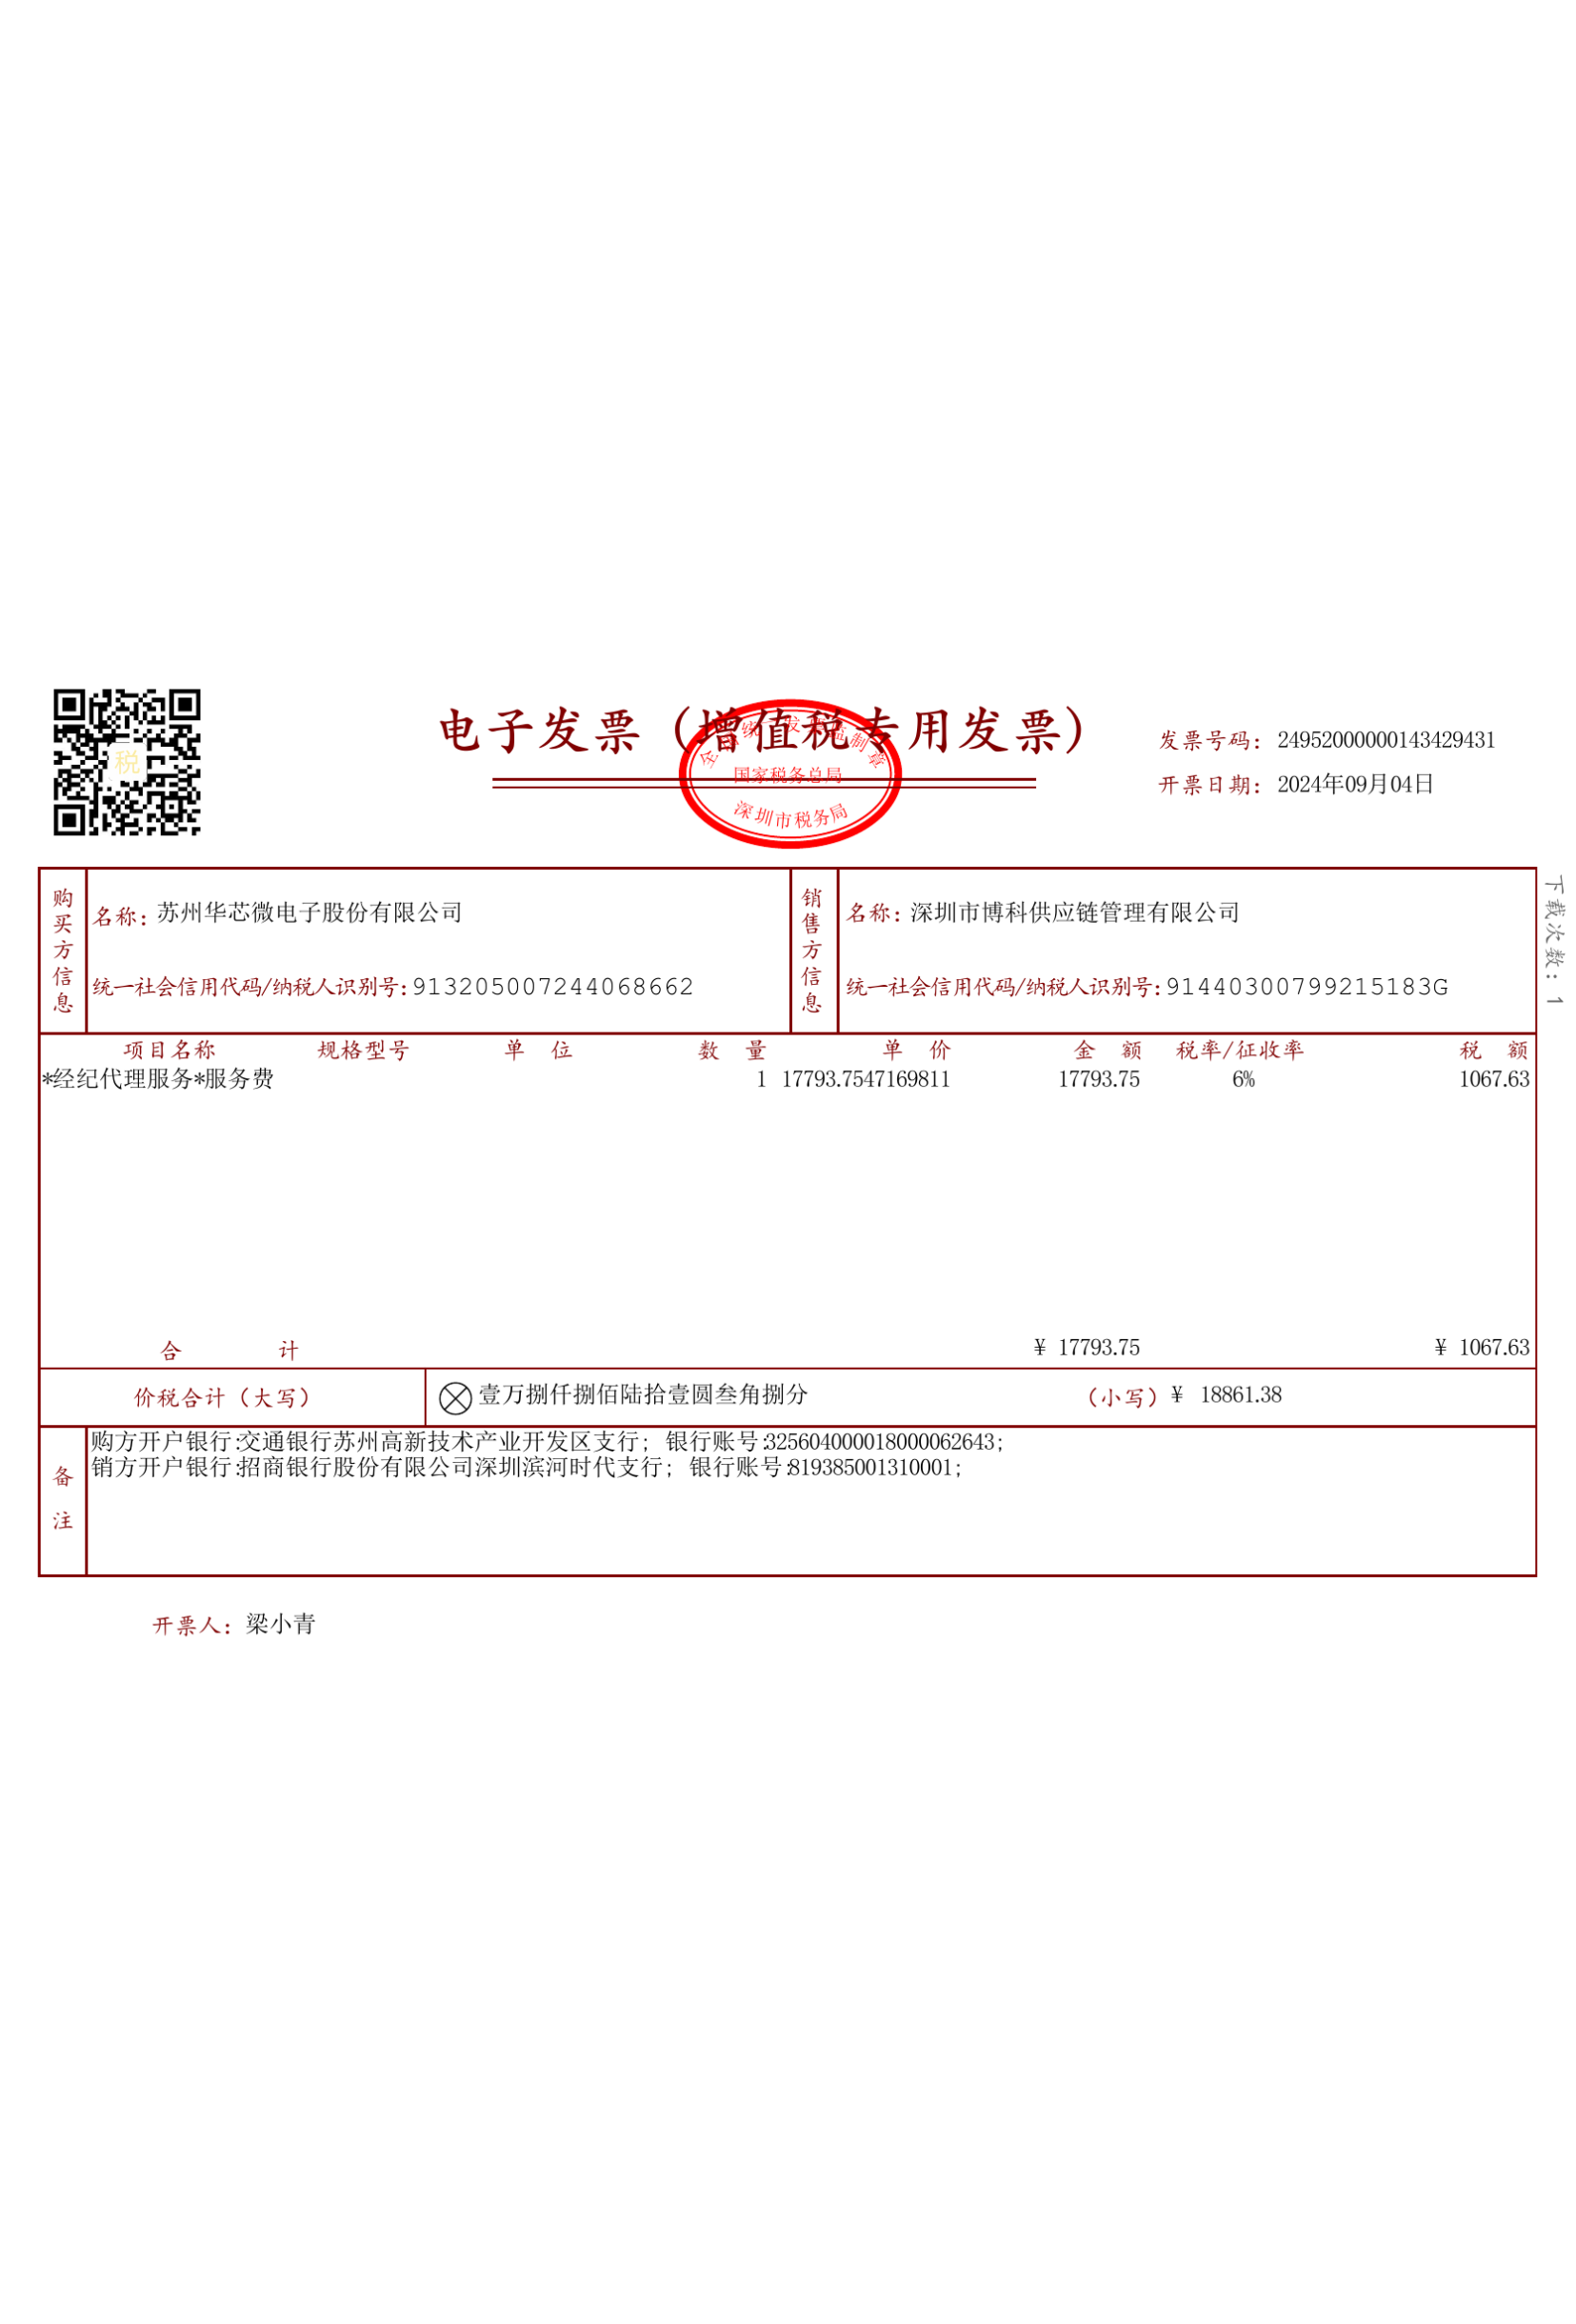 电子发票（增值税专用发票）
全国统一发票监制章
国家税务总局
深圳市税务局
税
发票号码：24952000000143429431
开票日期：2024年09月04日
购买方信息
名称：苏州华芯微电子股份有限公司
统一社会信用代码/纳税人识别号：913205007244068662
销售方信息
名称：深圳市博科供应链管理有限公司
统一社会信用代码/纳税人识别号：91440300799215183G
下载次数：1
项目名称 规格型号 单 位 数 量 单 价 金 额 税率/征收率 税 额
*经纪代理服务*服务费 1 17793.7547169811 17793.75 6% 1067.63
合 计 ¥ 17793.75 ¥ 1067.63
价税合计（大写） 壹万捌仟捌佰陆拾壹圆叁角捌分 （小写）¥ 18861.38
备注
购方开户银行:交通银行苏州高新技术产业开发区支行; 银行账号:325604000018000062643;
销方开户银行:招商银行股份有限公司深圳滨河时代支行; 银行账号:819385001310001;
开票人：梁小青